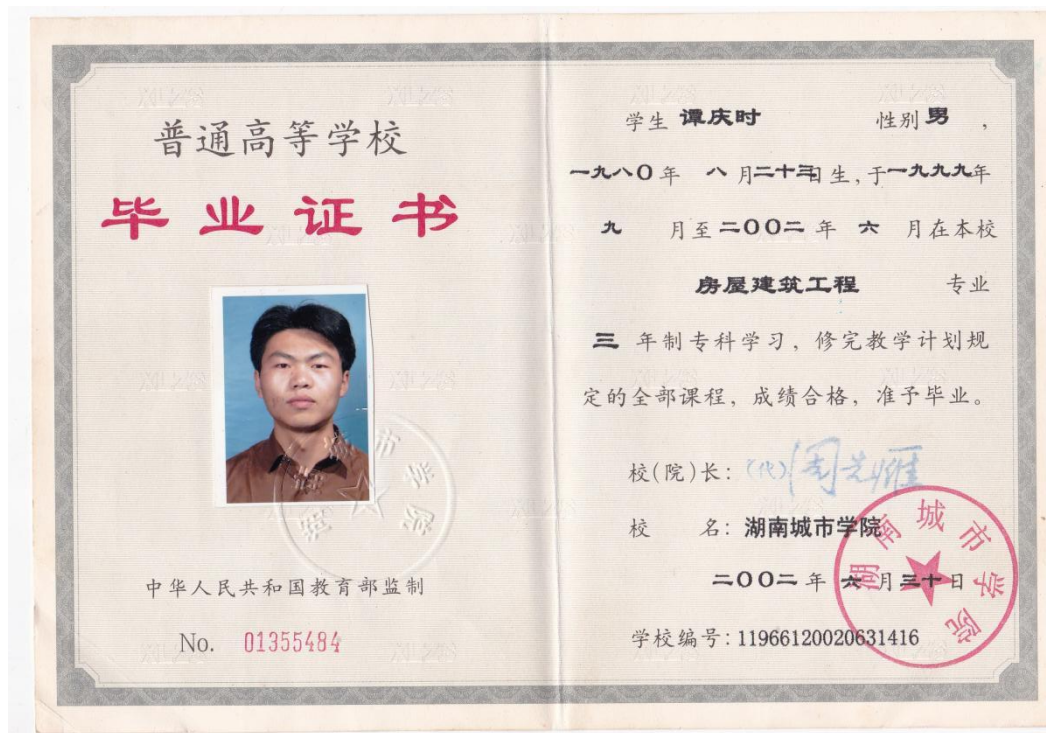 普通高等学校
毕业证书
中华人民共和国教育部监制
No. 01355484
学生 谭庆时 性别 男 ,
一九八〇年 八 月二十三日生,于一九九九年
九 月至二〇〇二年 六 月在本校
房屋建筑工程 专业
三 年制专科学习, 修完教学计划规
定的全部课程, 成绩合格, 准予毕业。
校(院)长:
校 名: 湖南城市学院
二〇〇二年 六月三十日
学校编号: 11966120020631416
湖南城市学院